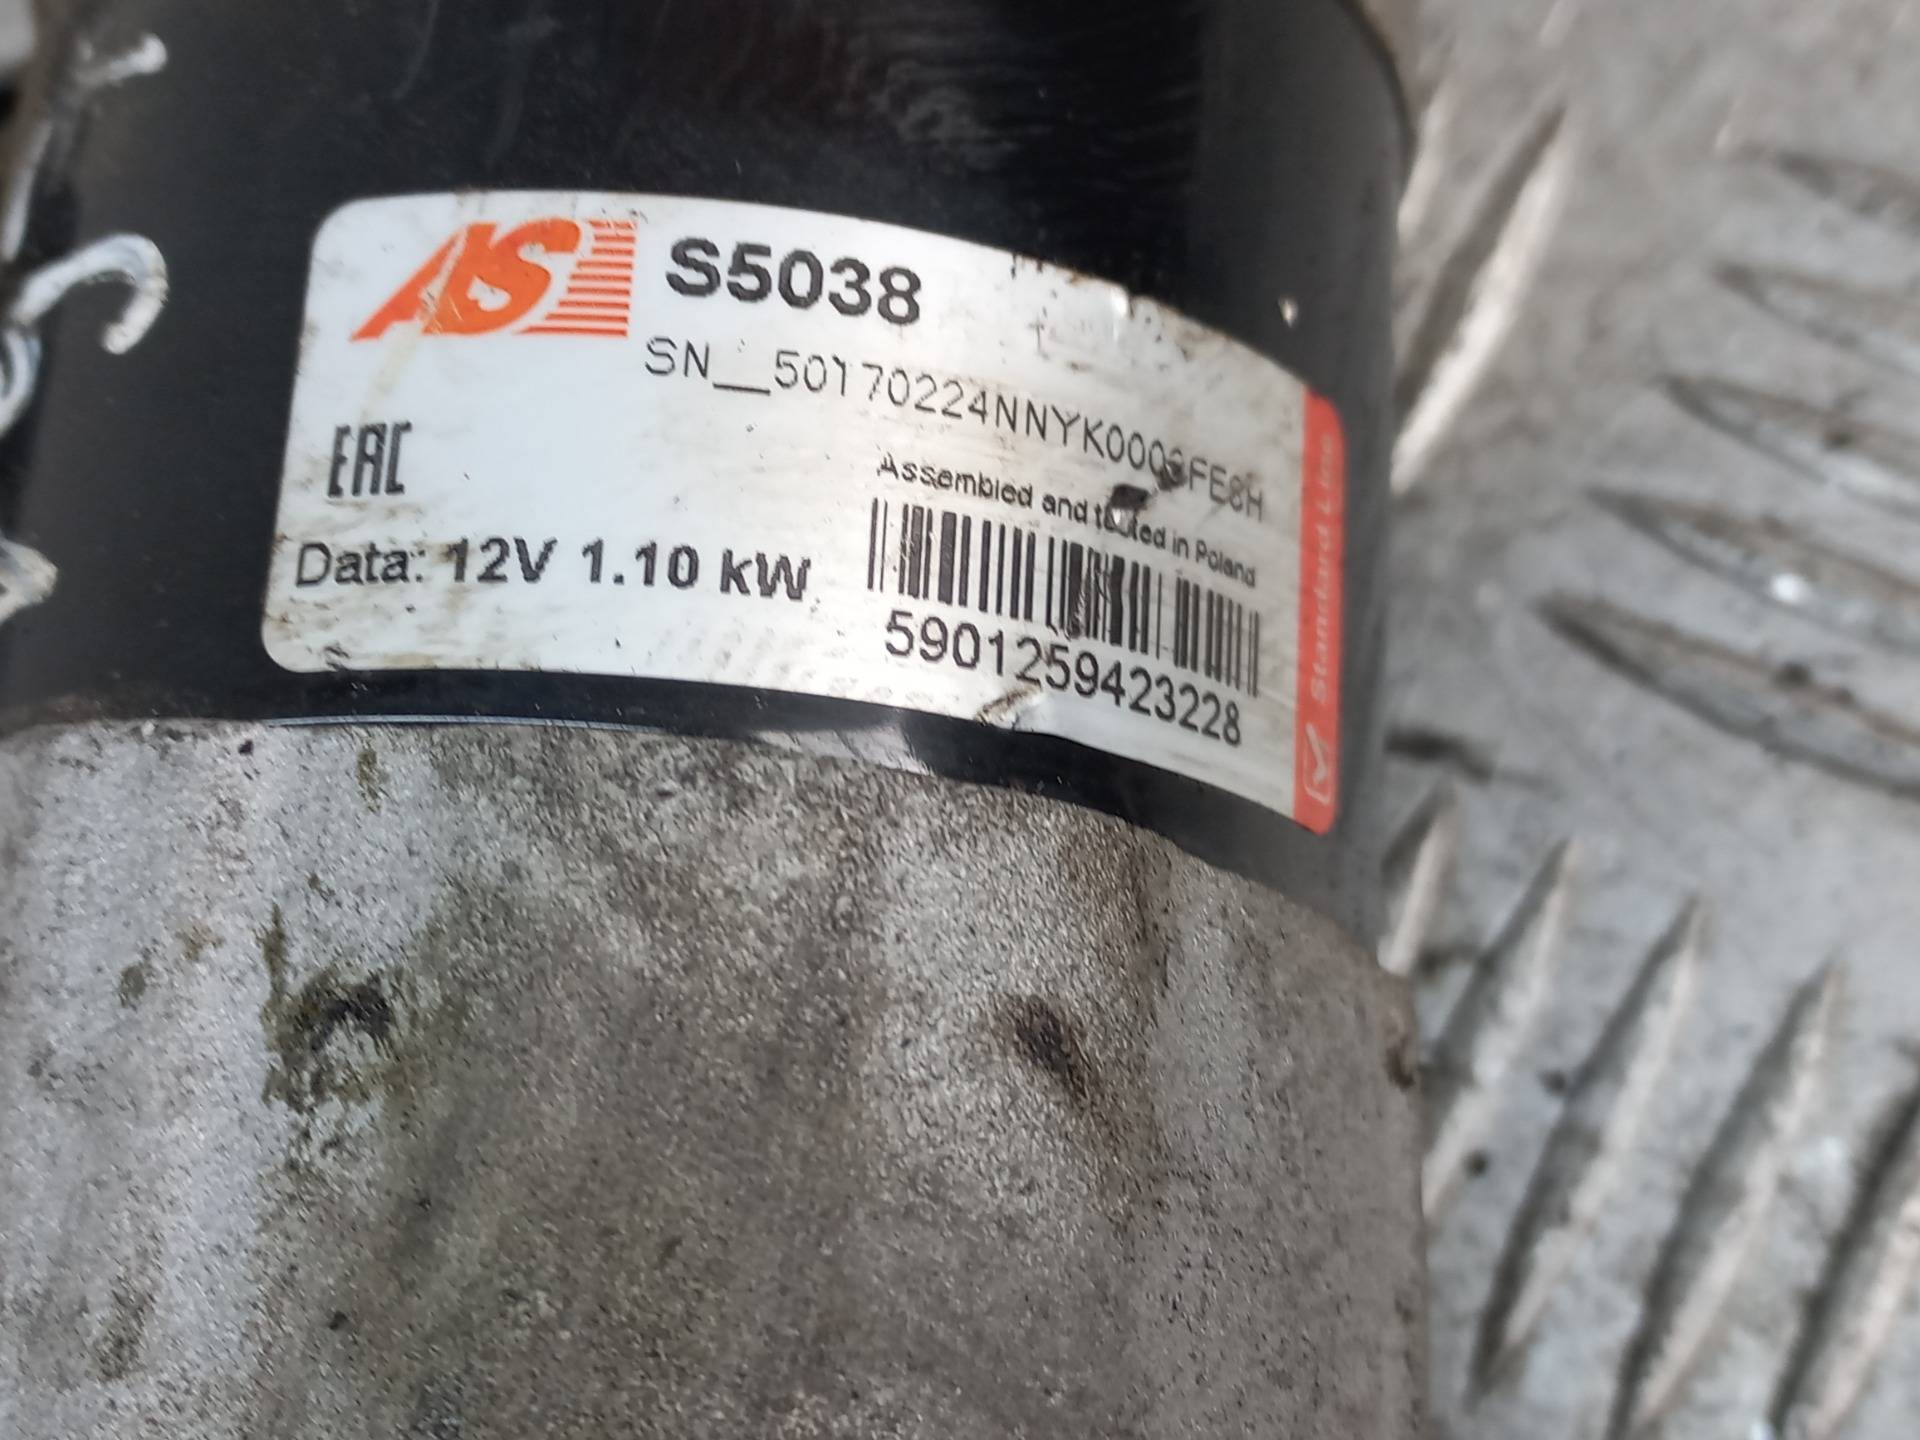 AS S5038
SN__50170224NNYK0003FE8H
EAC
Assembled and tested in Poland
Data: 12V 1.10 kW
5901259423228
Standard Line